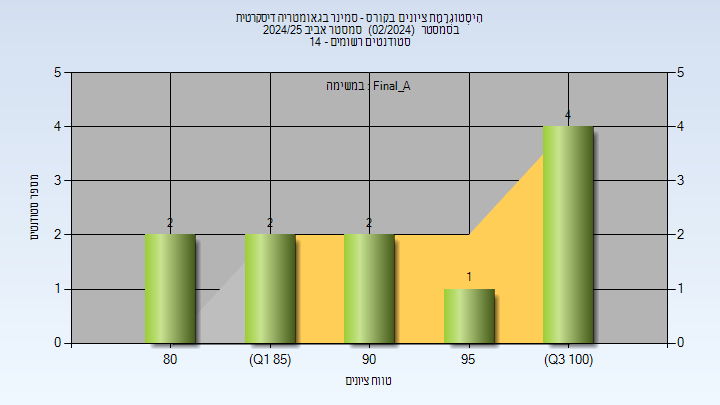 היסטוגרמת ציונים בקורס - סמינר בגאומטריה דיסקרטית
בסמסטר (02/2024) סמסטר אביב 2024/25
סטודנטים רשומים - 14
במשימה : Final_A
מספר סטודנטים
5 5
4 4
3 3
2 2
1 1
0 0
2 2 2 1 4
80 (Q1 85) 90 95 (Q3 100)
טווח ציונים